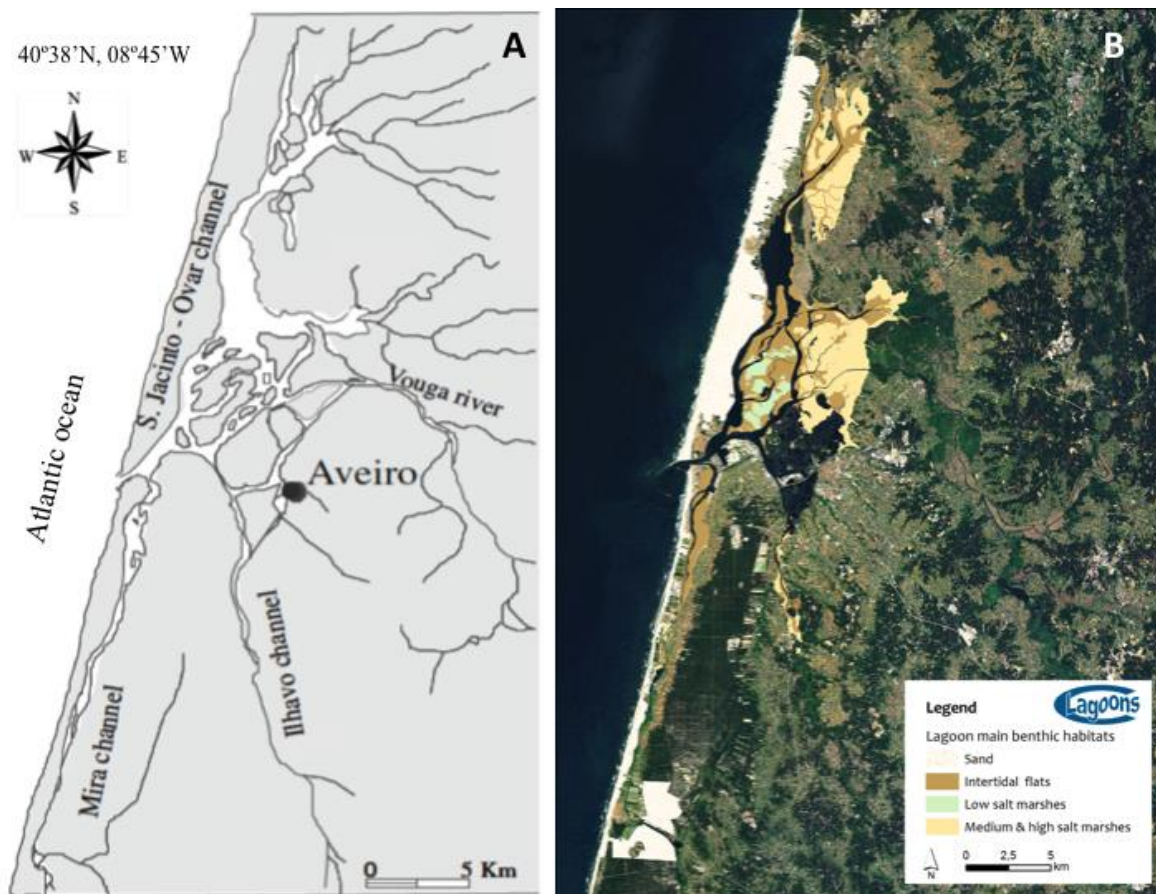 A
40º38’N, 08º45’W
N
W E
S
S. Jacinto - Ovar channel
Atlantic ocean
Vouga river
Aveiro
Ilhavo channel
Mira channel
0 5 Km
B
Legend
Lagoons
Lagoon main benthic habitats
Sand
Intertidal flats
Low salt marshes
Medium & high salt marshes
N
0 2,5 5
km